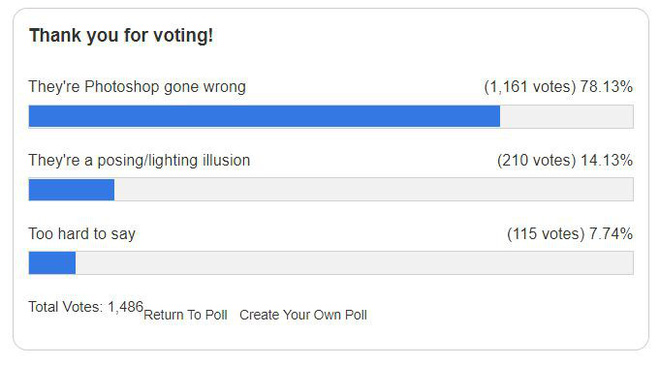 Thank you for voting!
They're Photoshop gone wrong (1,161 votes) 78.13%
They're a posing/lighting illusion (210 votes) 14.13%
Too hard to say (115 votes) 7.74%
Total Votes: 1,486 Return To Poll Create Your Own Poll